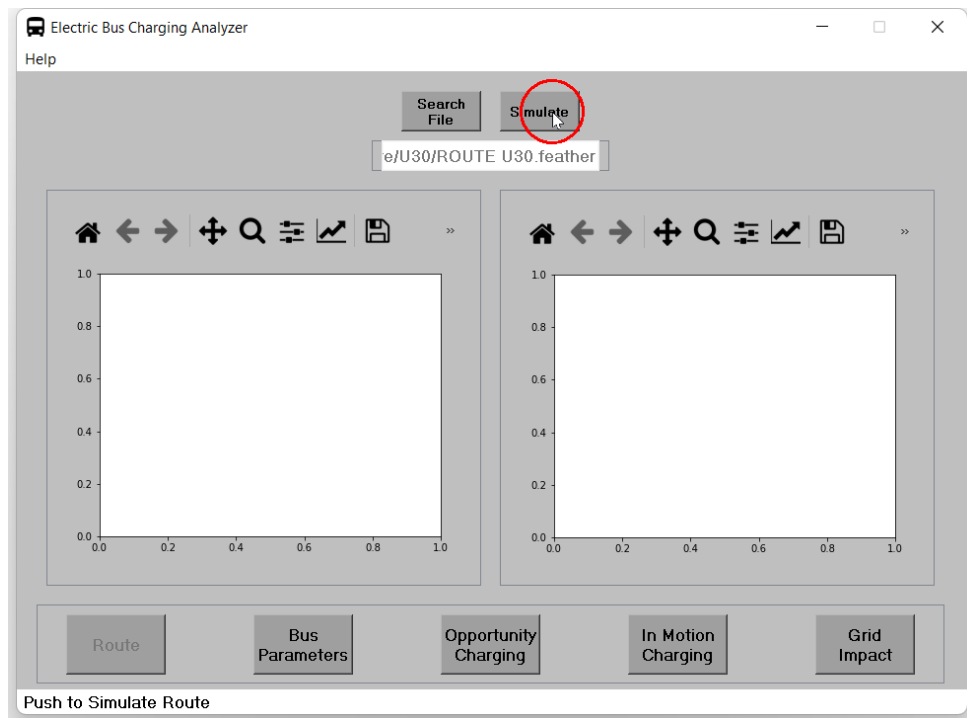 Electric Bus Charging Analyzer
Help
Search
File
Simulate
re/U30/ROUTE U30.feather
1.0
0.8
0.6
0.4
0.2
0.0
0.0 0.2 0.4 0.6 0.8 1.0
1.0
0.8
0.6
0.4
0.2
0.0
0.0 0.2 0.4 0.6 0.8 1.0
Route
Bus
Parameters
Opportunity
Charging
In Motion
Charging
Grid
Impact
Push to Simulate Route